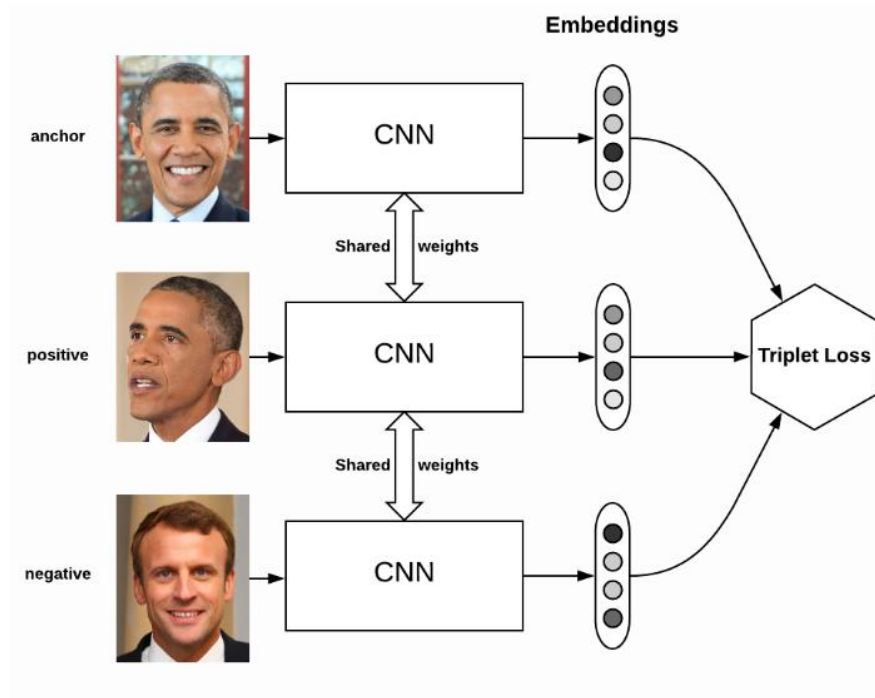 Embeddings
anchor
CNN
Shared weights
positive
CNN
Triplet Loss
Shared weights
negative
CNN